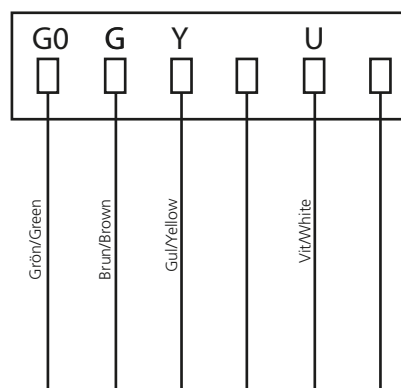 G0 G Y U
Grön/Green
Brun/Brown
Gul/Yellow
Vit/White